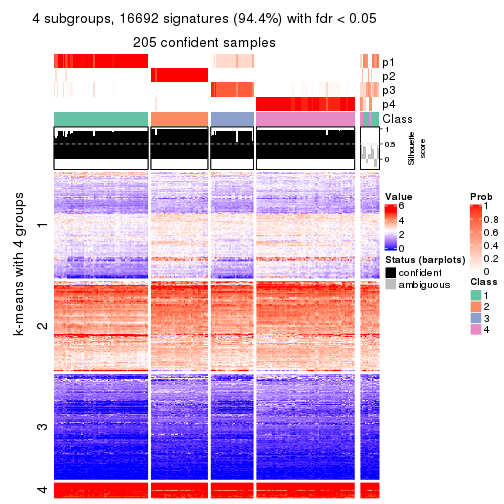 4 subgroups, 16692 signatures (94.4%) with fdr < 0.05
205 confident samples
p1
p2
p3
p4
Class
1
0.5
0
Silhouette
score
k-means with 4 groups
1
2
3
4
Value
6
4
2
0
Status (barplots)
confident
ambiguous
Prob
1
0.8
0.6
0.4
0.2
0
Class
1
2
3
4